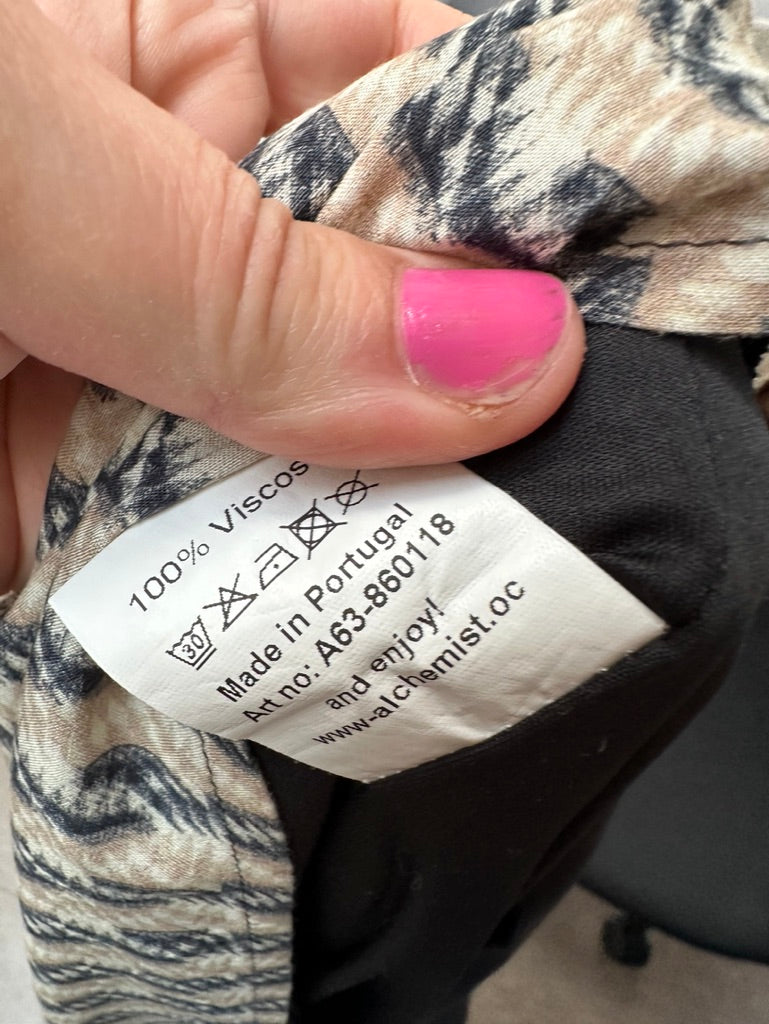 100% Viscos
30
Made in Portugal
Art no: A63-860118
and enjoy!
www-alchemist.oc